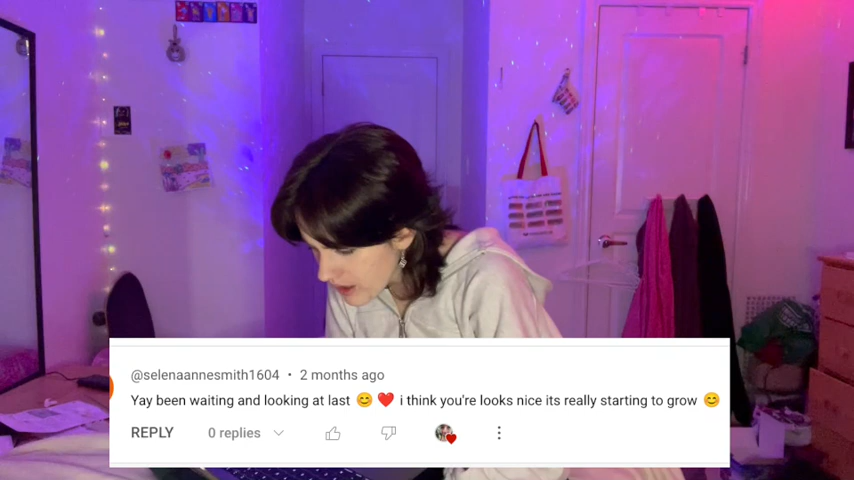 @selenaannesmith1604 • 2 months ago
Yay been waiting and looking at last 😊 ❤️ i think you're looks nice its really starting to grow 😊
REPLY 0 replies